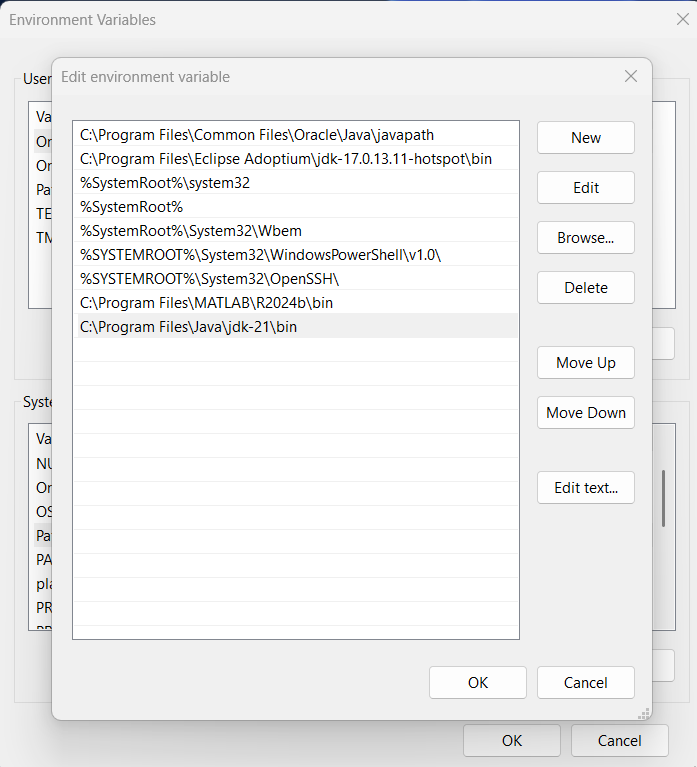 Environment Variables
Edit environment variable
User
Va
On
On
Pa
TE
TM
C:\Program Files\Common Files\Oracle\Java\javapath
C:\Program Files\Eclipse Adoptium\jdk-17.0.13.11-hotspot\bin
%SystemRoot%\system32
%SystemRoot%
%SystemRoot%\System32\Wbem
%SYSTEMROOT%\System32\WindowsPowerShell\v1.0\
%SYSTEMROOT%\System32\OpenSSH\
C:\Program Files\MATLAB\R2024b\bin
C:\Program Files\Java\jdk-21\bin
New
Edit
Browse...
Delete
Move Up
Move Down
Edit text...
Syste
Va
NU
On
OS
Pa
PA
pla
PR
OK
Cancel
OK
Cancel